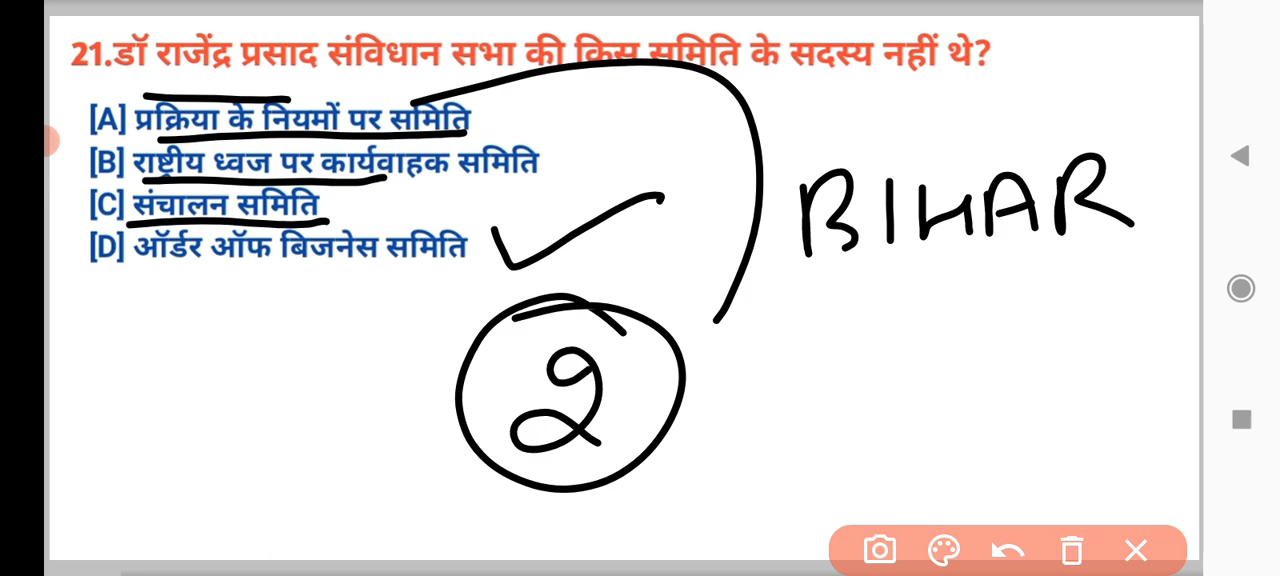 21.डॉ राजेंद्र प्रसाद संविधान सभा की किस समिति के सदस्य नहीं थे?
[A] प्रक्रिया के नियमों पर समिति
[B] राष्ट्रीय ध्वज पर कार्यवाहक समिति
[C] संचालन समिति
[D] ऑर्डर ऑफ बिजनेस समिति
BIHAR
2